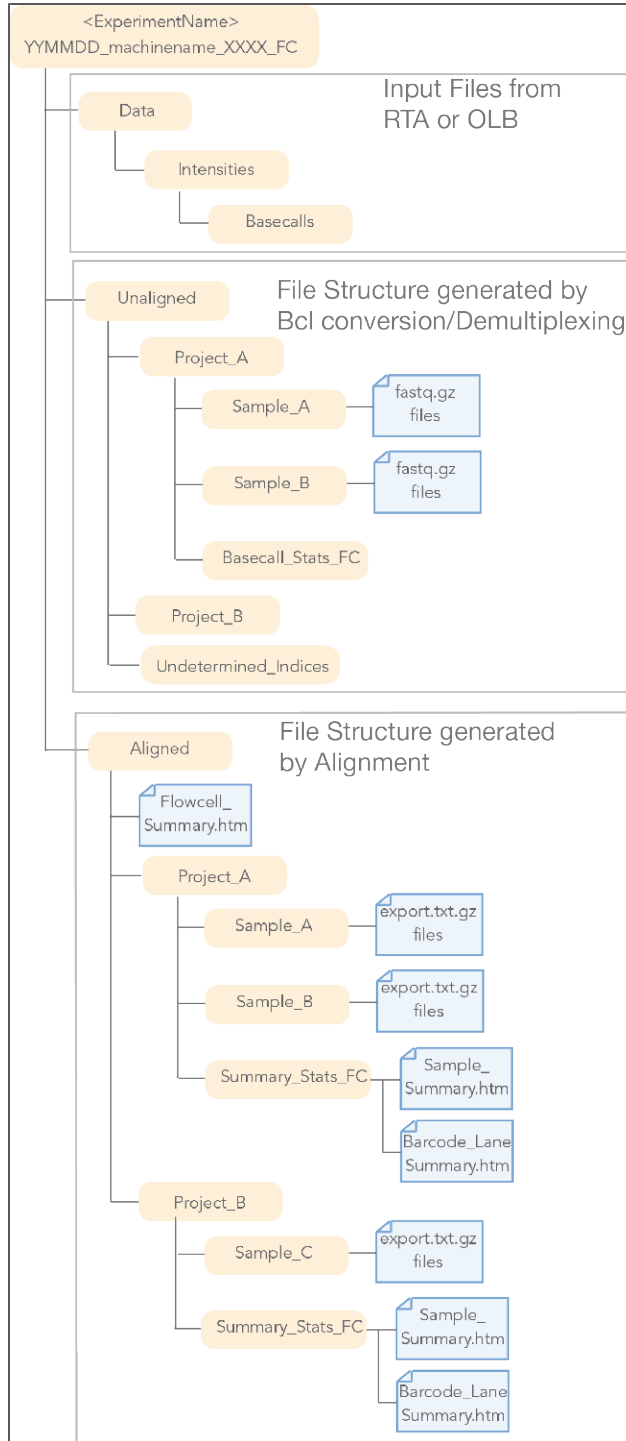 <ExperimentName>
YYMMDD_machinename_XXXX_FC
Input Files from
RTA or OLB
Data
Intensities
Basecalls
Unaligned
File Structure generated by
Bcl conversion/Demultiplexing
Project_A
Sample_A
fastq.gz
files
Sample_B
fastq.gz
files
Basecall_Stats_FC
Project_B
Undetermined_Indices
File Structure generated
by Alignment
Aligned
Flowcell_
Summary.htm
Project_A
Sample_A
export.txt.gz
files
Sample_B
export.txt.gz
files
Summary_Stats_FC
Sample_
Summary.htm
Barcode_Lane
Summary.htm
Project_B
Sample_C
export.txt.gz
files
Summary_Stats_FC
Sample_
Summary.htm
Barcode_Lane
Summary.htm